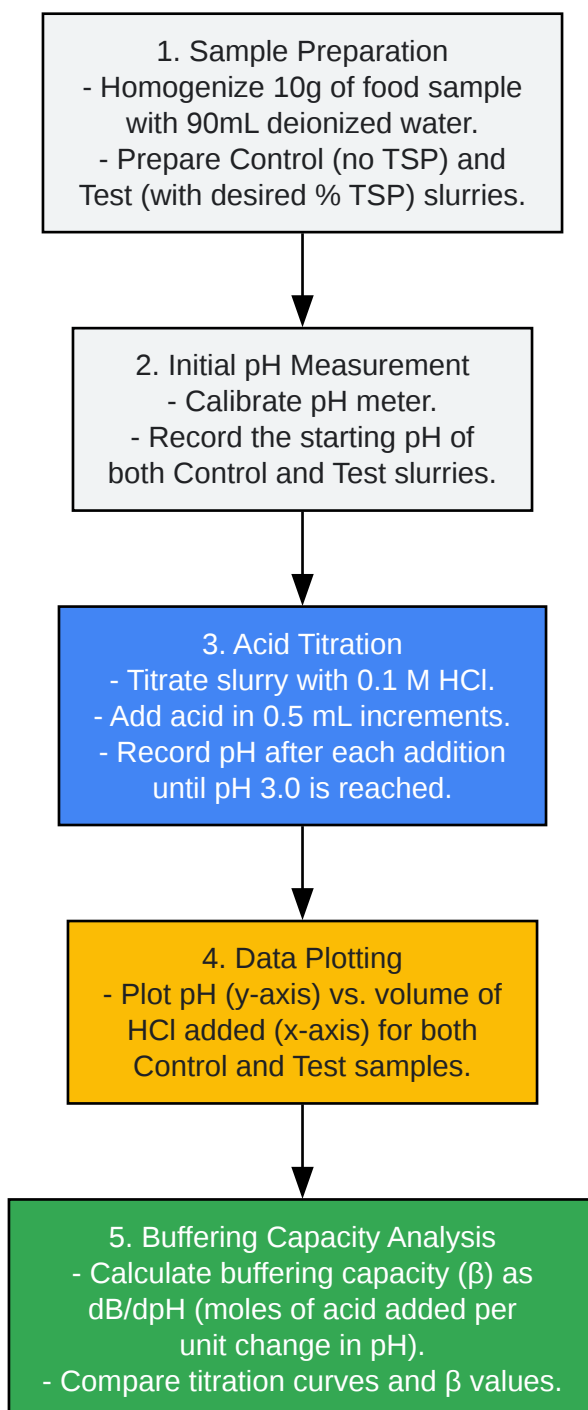 1. Sample Preparation
- Homogenize 10g of food sample
with 90mL deionized water.
- Prepare Control (no TSP) and
Test (with desired % TSP) slurries.
2. Initial pH Measurement
- Calibrate pH meter.
- Record the starting pH of
both Control and Test slurries.
3. Acid Titration
- Titrate slurry with 0.1 M HCl.
- Add acid in 0.5 mL increments.
- Record pH after each addition
until pH 3.0 is reached.
4. Data Plotting
- Plot pH (y-axis) vs. volume of
HCl added (x-axis) for both
Control and Test samples.
5. Buffering Capacity Analysis
- Calculate buffering capacity (β) as
dB/dpH (moles of acid added per
unit change in pH).
- Compare titration curves and β values.